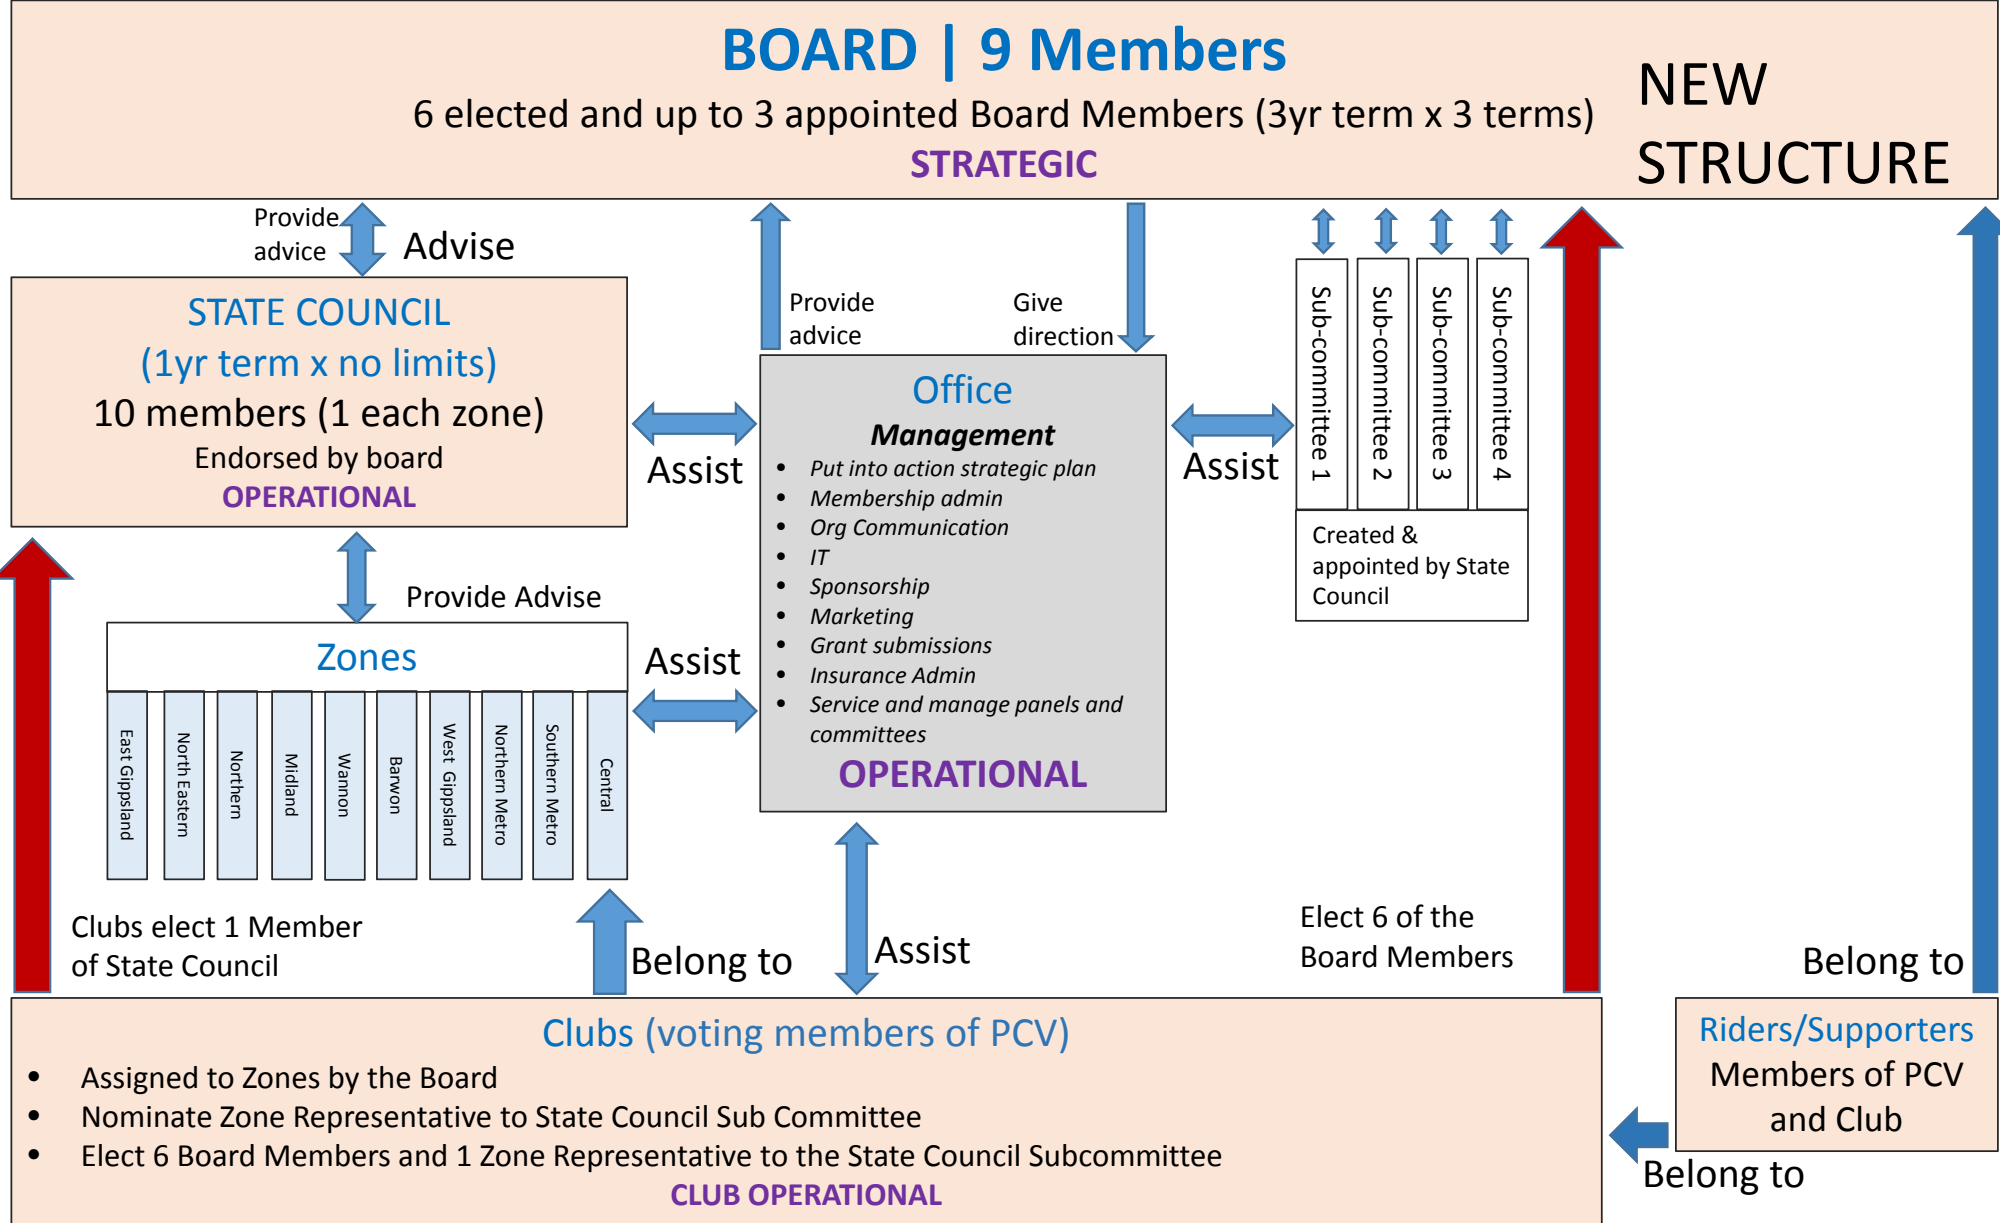 BOARD | 9 Members
6 elected and up to 3 appointed Board Members (3yr term x 3 terms)
STRATEGIC
NEW
STRUCTURE
Provide
advice
Advise
STATE COUNCIL
(1yr term x no limits)
10 members (1 each zone)
Endorsed by board
OPERATIONAL
Provide
advice
Give
direction
Office
Management
• Put into action strategic plan
• Membership admin
• Org Communication
• IT
• Sponsorship
• Marketing
• Grant submissions
• Insurance Admin
• Service and manage panels and
committees
OPERATIONAL
Assist
Assist
Sub-committee 1
Sub-committee 2
Sub-committee 3
Sub-committee 4
Created &
appointed by State
Council
Provide Advise
Zones
East Gippsland
North Eastern
Northern
Midland
Wannon
Barwon
West Gippsland
Northern Metro
Southern Metro
Central
Assist
Clubs elect 1 Member
of State Council
Belong to
Assist
Elect 6 of the
Board Members
Belong to
Clubs (voting members of PCV)
• Assigned to Zones by the Board
• Nominate Zone Representative to State Council Sub Committee
• Elect 6 Board Members and 1 Zone Representative to the State Council Subcommittee
CLUB OPERATIONAL
Riders/Supporters
Members of PCV
and Club
Belong to